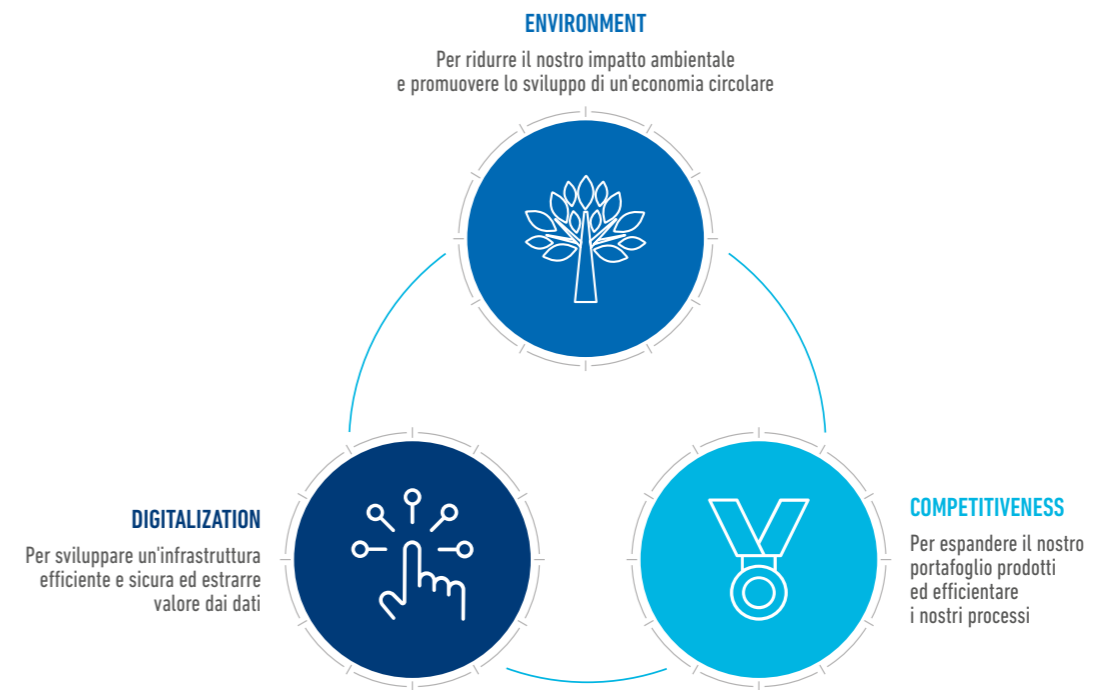 ENVIRONMENT
Per ridurre il nostro impatto ambientale
e promuovere lo sviluppo di un'economia circolare
DIGITALIZATION
Per sviluppare un'infrastruttura
efficiente e sicura ed estrarre
valore dai dati
COMPETITIVENESS
Per espandere il nostro
portafoglio prodotti
ed efficientare
i nostri processi